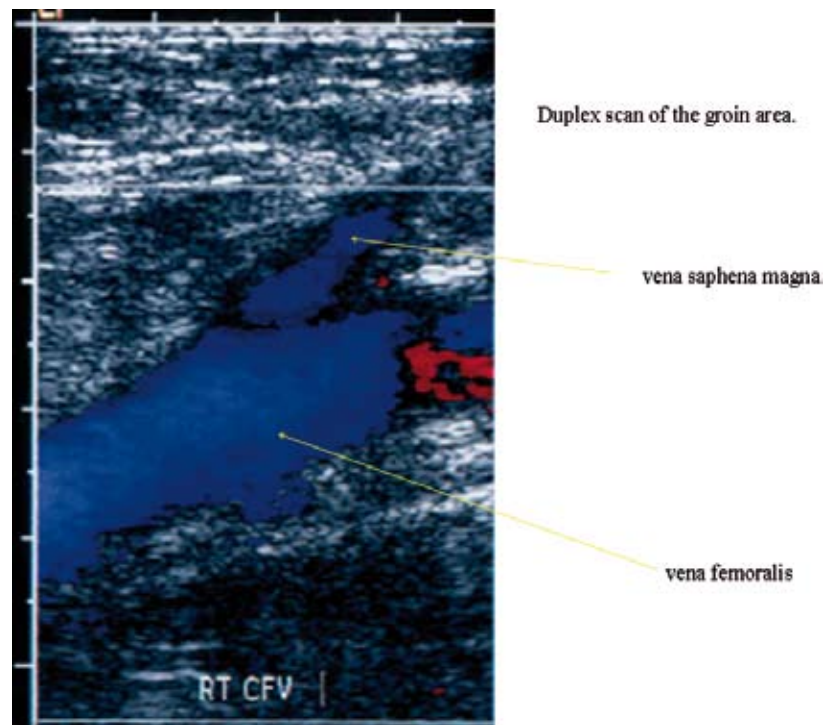 Duplex scan of the groin area.
vena saphena magna.
vena femoralis
RT CFV